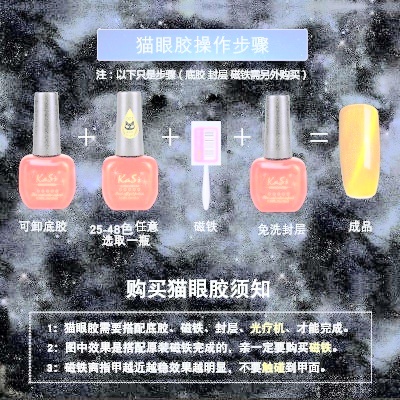 猫眼胶操作步骤
注：以下只是步骤（底胶 封层 磁铁需另外购买）
KaSi
KaSi
KaSi
可卸底胶
25-48色 任意
选取一瓶
磁铁
免洗封层
成品
+ + + =
购买猫眼胶须知
1：猫眼胶需要搭配底胶、磁铁、封层、光疗机、才能完成。
2：图中效果是搭配原装磁铁完成的，亲一定要购买磁铁。
3：磁铁离指甲越近越稳效果越明显，不要触碰到甲面。